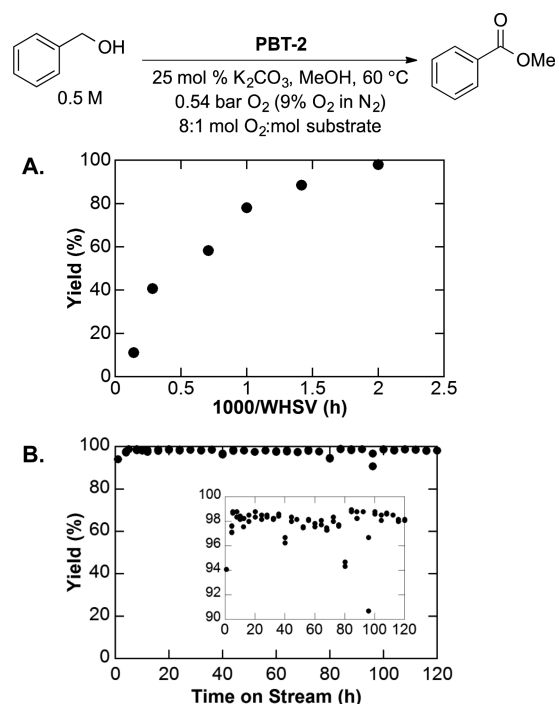 OH
0.5 M
PBT-2
25 mol % K₂CO₃, MeOH, 60 °C
0.54 bar O₂ (9% O₂ in N₂)
8:1 mol O₂:mol substrate
O
OMe
A.
Yield (%)
100
80
60
40
20
0
0 0.5 1 1.5 2 2.5
1000/WHSV (h)
B.
Yield (%)
100
80
60
40
20
0
98
96
94
92
90
0 20 40 60 80 100 120
0 20 40 60 80 100 120
Time on Stream (h)